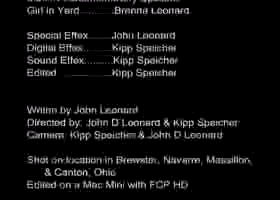 Girl in Yard............Brenna Leonard
Special Effex.......John Leonard
Digital Effex..........Kipp Speicher
Sound Effex..........Kipp Speicher
Edited ..................Kipp Speicher
Written by John Leonard
Directed by: John D Leonard & Kipp Speicher
Camera: Kipp Speicher & John D Leonard
Shot on location in Brewster, Navarre, Massillon,
& Canton, Ohio
Edited on a Mac Mini with FCP HD